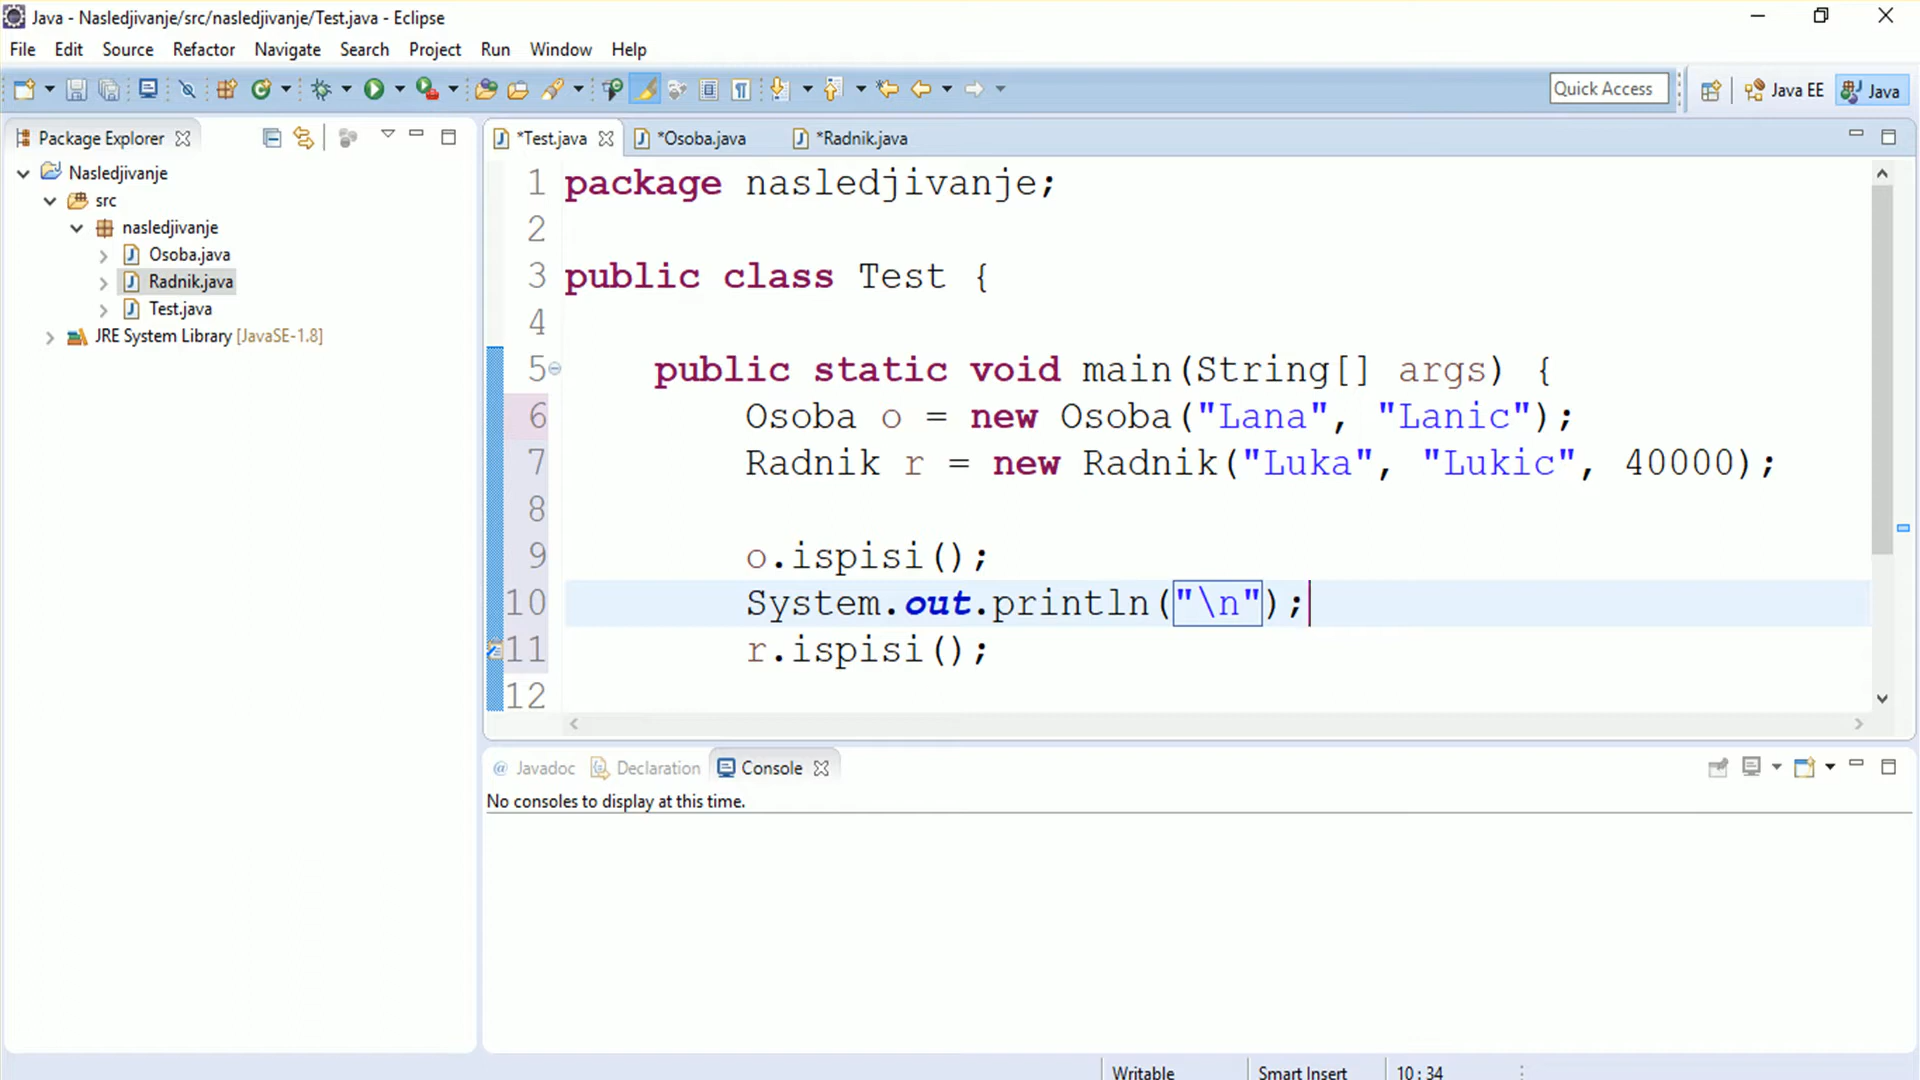 Java - Nasledjivanje/src/nasledjivanje/Test.java - Eclipse
File Edit Source Refactor Navigate Search Project Run Window Help
Quick Access Java EE Java
Package Explorer
Nasledjivanje
src
nasledjivanje
Osoba.java
Radnik.java
Test.java
JRE System Library [JavaSE-1.8]
*Test.java *Osoba.java *Radnik.java
1 package nasledjivanje;
2
3 public class Test {
4
5 public static void main(String[] args) {
6 Osoba o = new Osoba("Lana", "Lanic");
7 Radnik r = new Radnik("Luka", "Lukic", 40000);
8
9 o.ispisi();
10 System.out.println("\n");
11 r.ispisi();
12
@ Javadoc Declaration Console
No consoles to display at this time.
Writable Smart Insert 10 : 34